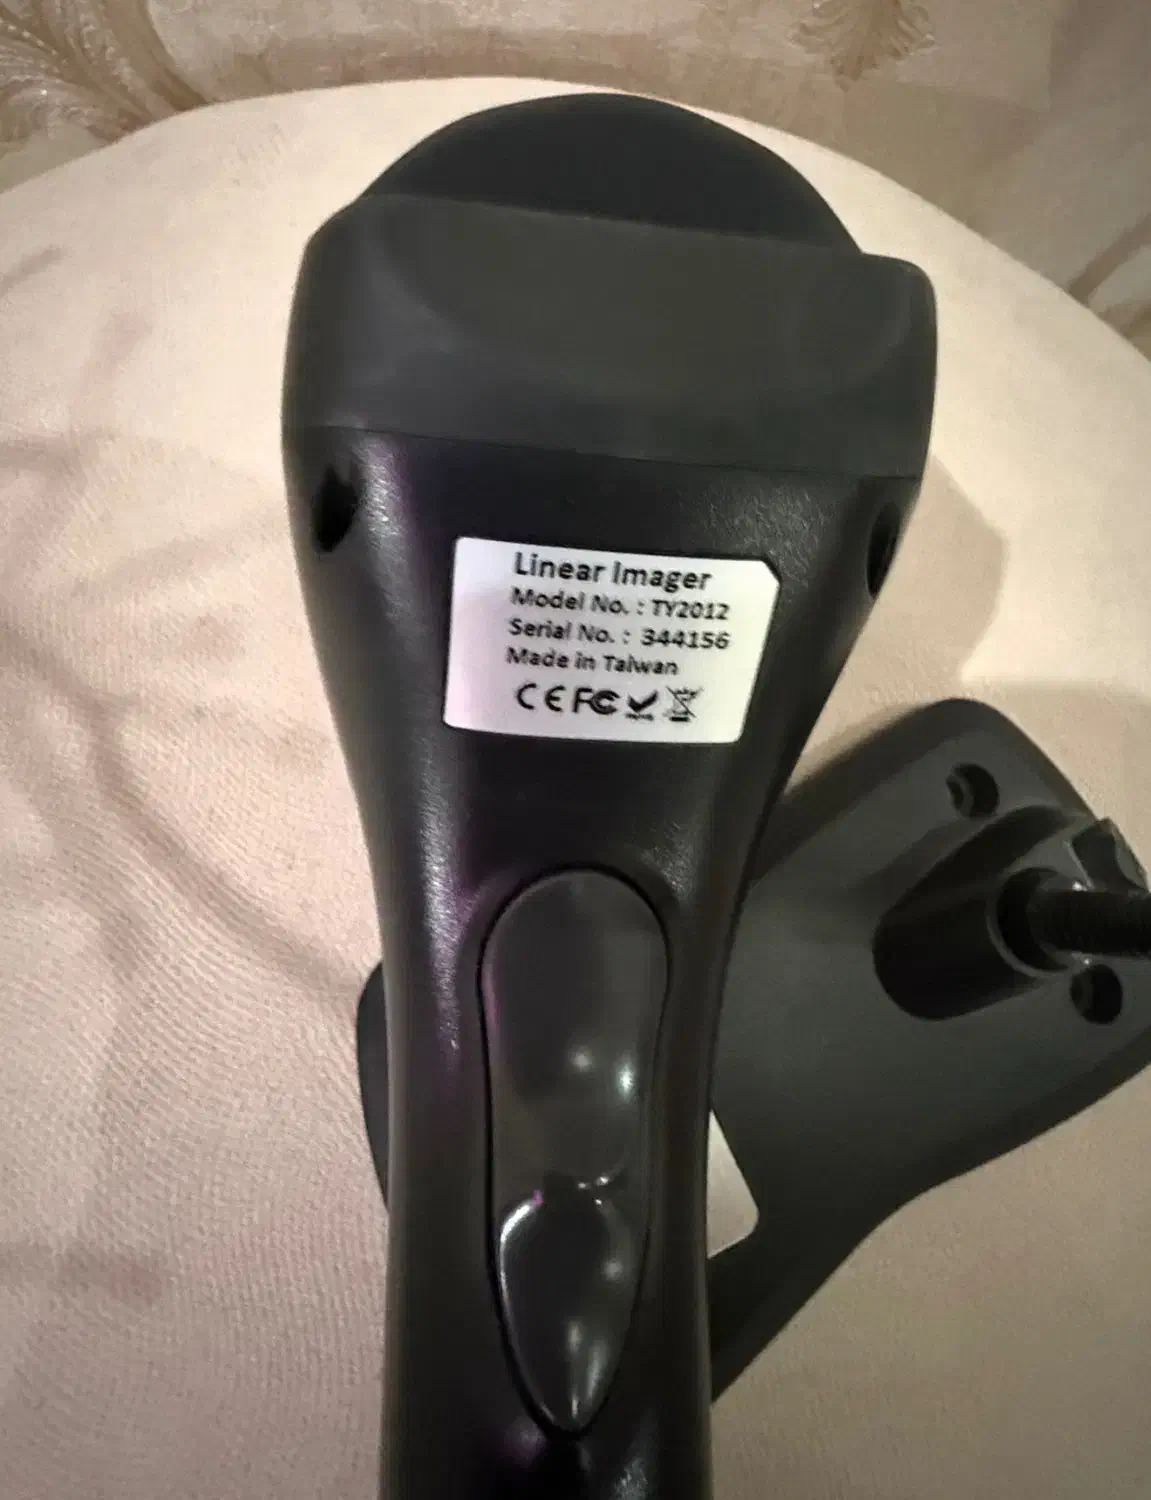 Linear Imager
Model No. : TY2012
Serial No. : 344156
Made in Taiwan
CE FC